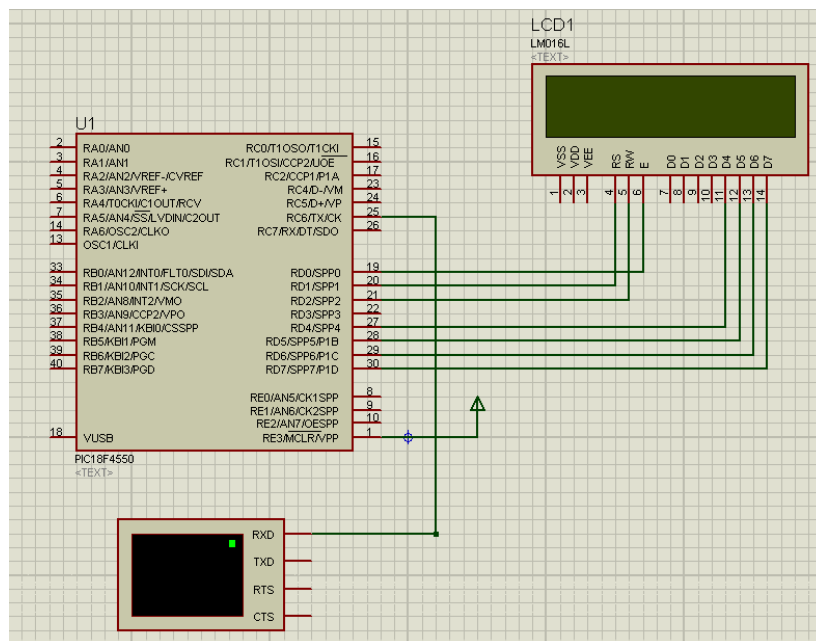 LCD1
LM016L
<TEXT>
VSS VDD VEE RS RW E D0 D1 D2 D3 D4 D5 D6 D7
1 2 3 4 5 6 7 8 9 10 11 12 13 14
U1
2 RA0/AN0 RC0/T1OSO/T1CKI 15
3 RA1/AN1 RC1/T1OSI/CCP2/UOE 16
4 RA2/AN2/VREF-/CVREF RC2/CCP1/P1A 17
5 RA3/AN3/VREF+ RC4/D-/VM 23
6 RA4/T0CKI/C1OUT/RCV RC5/D+/VP 24
7 RA5/AN4/SS/LVDIN/C2OUT RC6/TX/CK 25
14 RA6/OSC2/CLKO RC7/RX/DT/SDO 26
13 OSC1/CLKI
33 RB0/AN12/INT0/FLT0/SDI/SDA RD0/SPP0 19
34 RB1/AN10/INT1/SCK/SCL RD1/SPP1 20
35 RB2/AN8/INT2/VMO RD2/SPP2 21
36 RB3/AN9/CCP2/VPO RD3/SPP3 22
37 RB4/AN11/KBI0/CSSPP RD4/SPP4 27
38 RB5/KBI1/PGM RD5/SPP5/P1B 28
39 RB6/KBI2/PGC RD6/SPP6/P1C 29
40 RB7/KBI3/PGD RD7/SPP7/P1D 30
RE0/AN5/CK1SPP 8
RE1/AN6/CK2SPP 9
RE2/AN7/OESPP 10
18 VUSB RE3/MCLR/VPP 1
PIC18F4550
<TEXT>
RXD
TXD
RTS
CTS